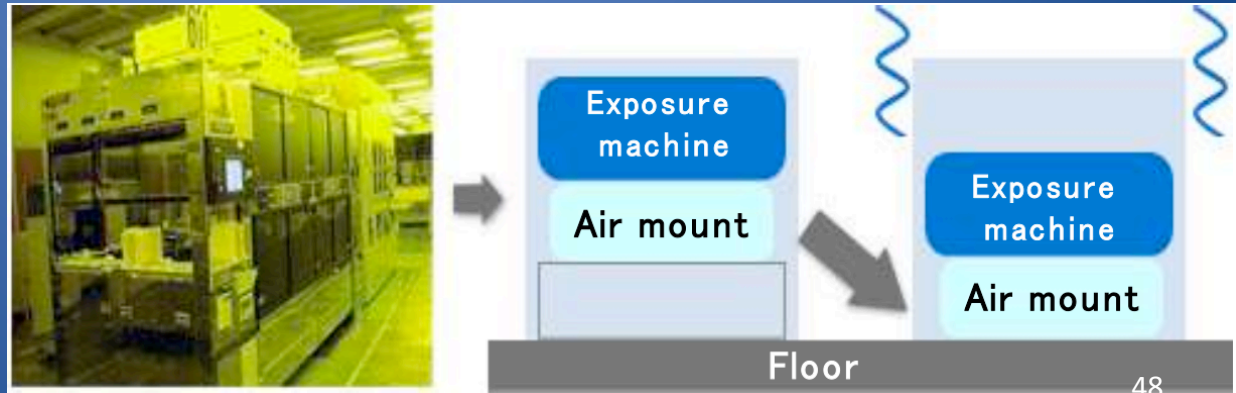 Exposure
machine
Air mount
Exposure
machine
Air mount
Floor
48